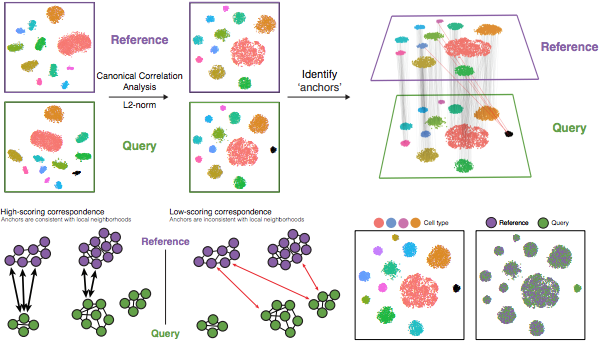 Reference
Canonical Correlation
Analysis
L2-norm
Query
Identify
‘anchors’
Reference
Query
High-scoring correspondence
Anchors are consistent with local neighborhoods
Low-scoring correspondence
Anchors are inconsistent with local neighborhoods
Reference
Query
Cell type
Reference
Query